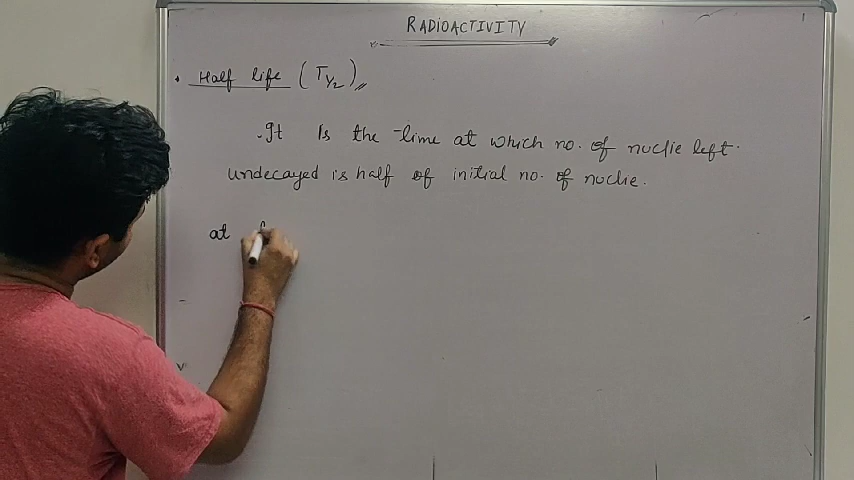 RADIOACTIVITY
. Half life (T1/2)
.It Is the time at which no. of nuclie left.
undecayed is half of initial no. of nuclie.
at